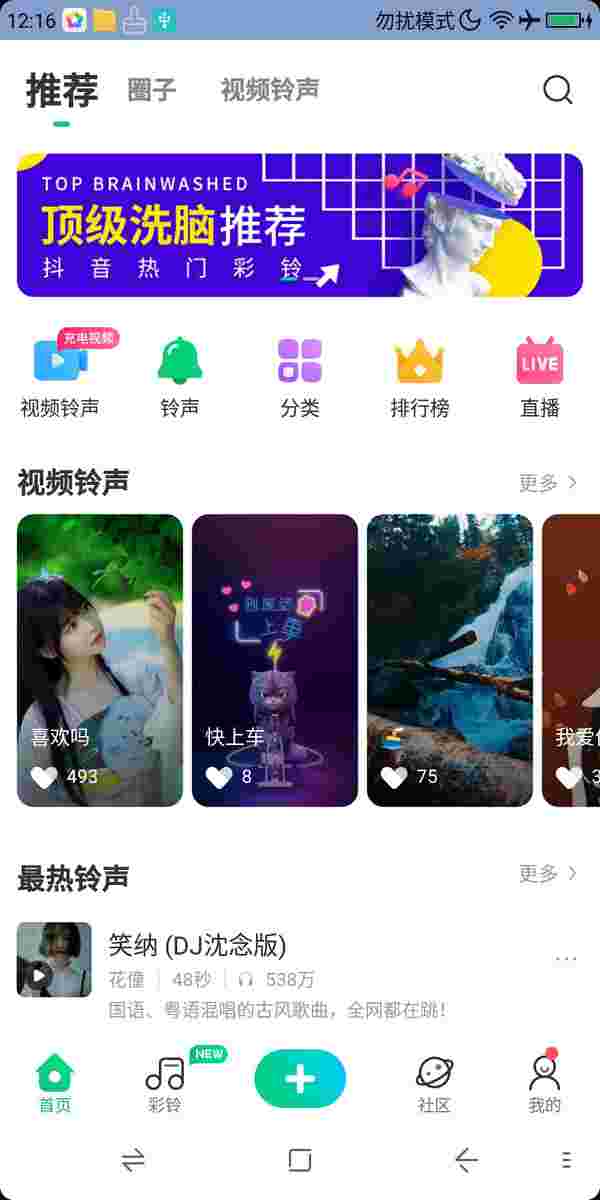 12:16
勿扰模式
推荐
圈子
视频铃声
TOP BRAINWASHED
顶级洗脑推荐
抖音热门彩铃
充电视频
LIVE
视频铃声
铃声
分类
排行榜
直播
视频铃声
更多
上车
喜欢吗
快上车
我爱
493
8
75
3
最热铃声
更多
笑纳 (DJ沈念版)
花僮
48秒
538万
国语、粤语混唱的古风歌曲，全网都在跳！
NEW
首页
彩铃
社区
我的